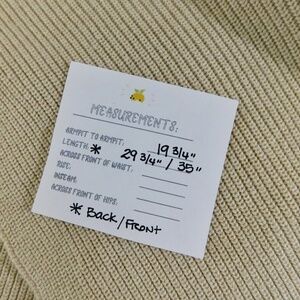 MEASUREMENTS:
ARMPIT TO ARMPIT: 19 3/4"
LENGTH: * 29 3/4" / 35"
ACROSS FRONT OF WAIST:
RISE:
INSEAM:
ACROSS FRONT OF HIPS:
* Back / Front